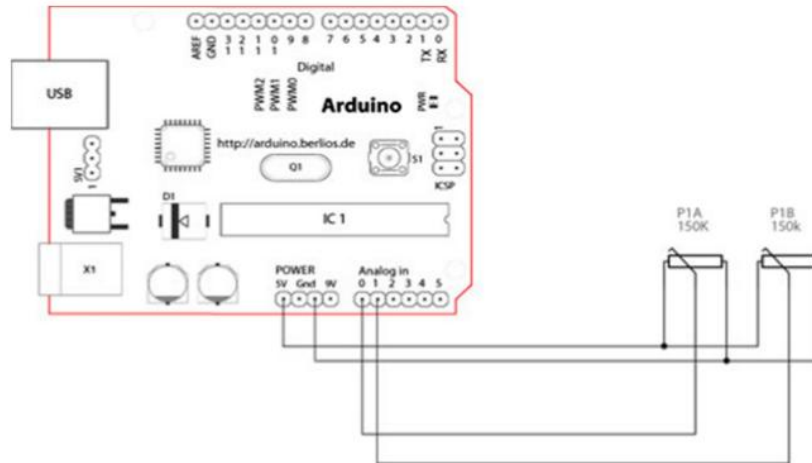 AREF GND 13 12 11 10 9 8 7 6 5 4 3 2 1 0
TX RX
Digital
PWM2 PWM1 PWM0
Arduino
PWR
USB
http://arduino.berlios.de
1
ICSP
S1
Q1
SV1
1
D1
IC 1
X1
POWER
5V Gnd 9V
Analog in
0 1 2 3 4 5
P1A
150K
P1B
150k